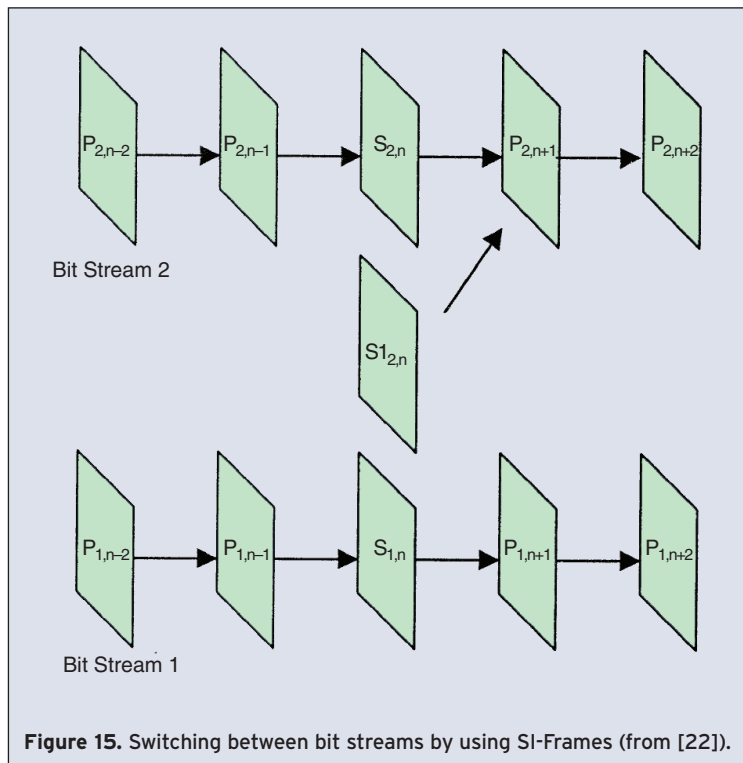 P2,n–2 P2,n–1 S2,n P2,n+1 P2,n+2
Bit Stream 2
S12,n
P1,n–2 P1,n–1 S1,n P1,n+1 P1,n+2
Bit Stream 1
Figure 15. Switching between bit streams by using SI-Frames (from [22]).